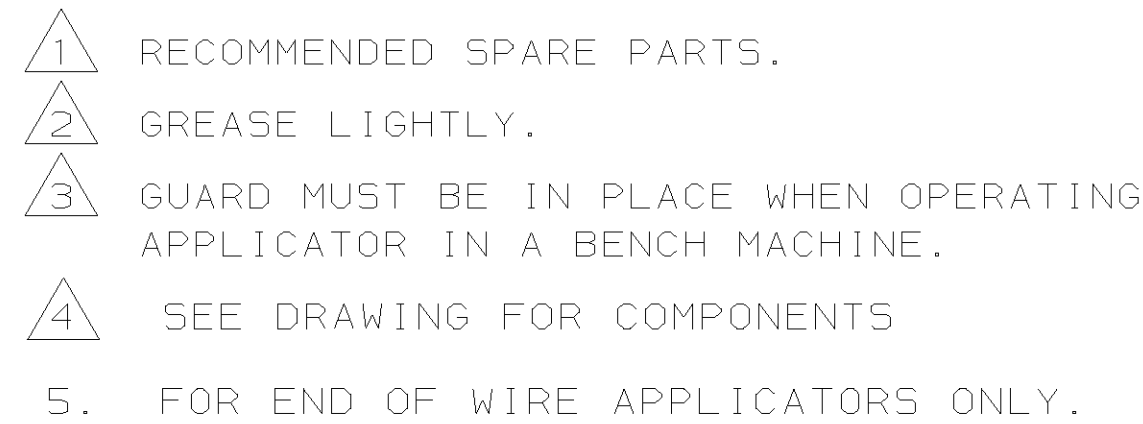 1 RECOMMENDED SPARE PARTS.
2 GREASE LIGHTLY.
3 GUARD MUST BE IN PLACE WHEN OPERATING
APPLICATOR IN A BENCH MACHINE.
4 SEE DRAWING FOR COMPONENTS
5. FOR END OF WIRE APPLICATORS ONLY.